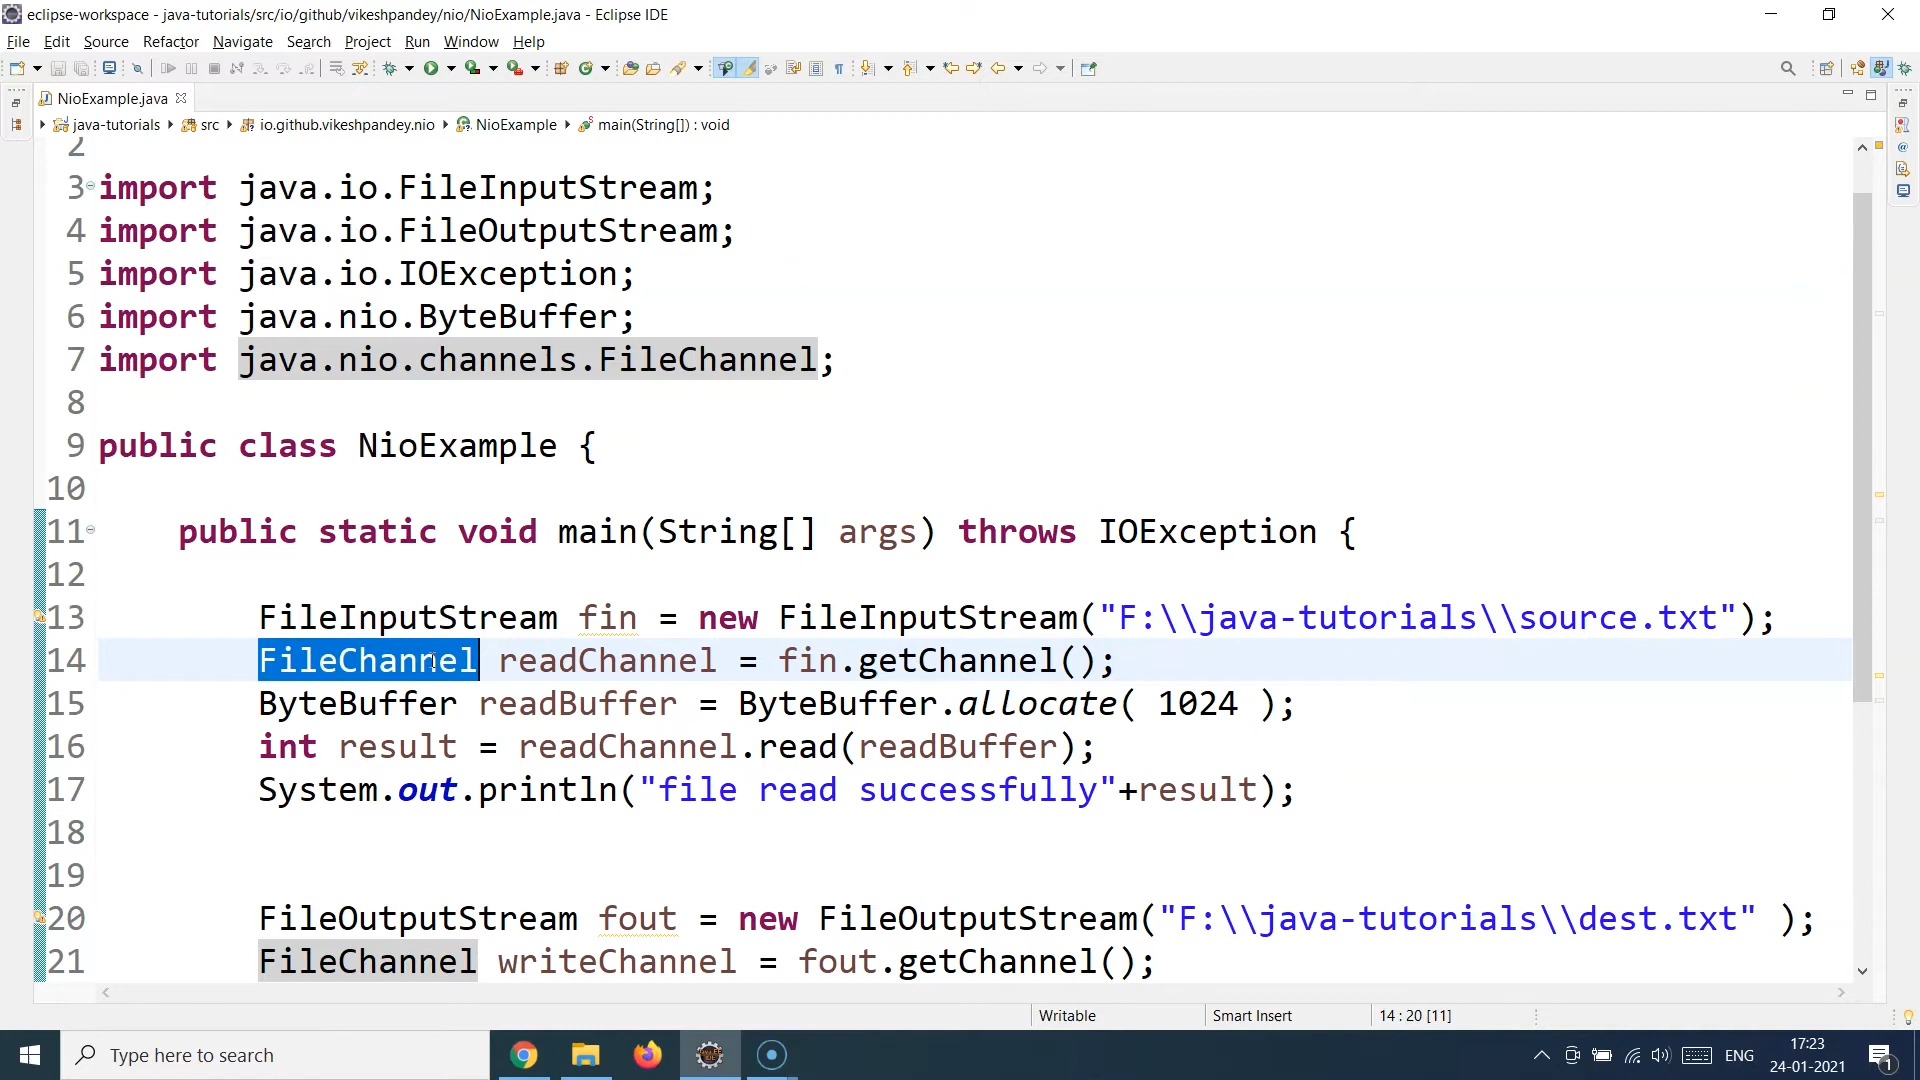 eclipse-workspace - java-tutorials/src/io/github/vikeshpandey/nio/NioExample.java - Eclipse IDE
File Edit Source Refactor Navigate Search Project Run Window Help
NioExample.java
java-tutorials src io.github.vikeshpandey.nio NioExample main(String[]) : void
2
3 import java.io.FileInputStream;
4 import java.io.FileOutputStream;
5 import java.io.IOException;
6 import java.nio.ByteBuffer;
7 import java.nio.channels.FileChannel;
8
9 public class NioExample {
10
11 public static void main(String[] args) throws IOException {
12
13 FileInputStream fin = new FileInputStream("F:\\java-tutorials\\source.txt");
14 FileChannel readChannel = fin.getChannel();
15 ByteBuffer readBuffer = ByteBuffer.allocate( 1024 );
16 int result = readChannel.read(readBuffer);
17 System.out.println("file read successfully"+result);
18
19
20 FileOutputStream fout = new FileOutputStream("F:\\java-tutorials\\dest.txt" );
21 FileChannel writeChannel = fout.getChannel();
Writable Smart Insert 14 : 20 [11]
Type here to search
ENG
17:23
24-01-2021
1